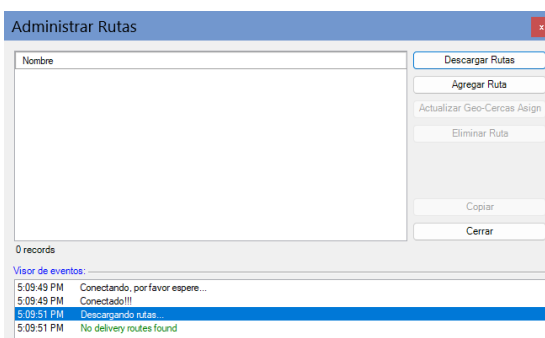 Administrar Rutas
x
Nombre
Descargar Rutas
Agregar Ruta
Actualizar Geo-Cercas Asign
Eliminar Ruta
Copiar
Cerrar
0 records
Visor de eventos:
5:09:49 PM Conectando, por favor espere...
5:09:49 PM Conectado!!!
5:09:51 PM Descargando rutas...
5:09:51 PM No delivery routes found